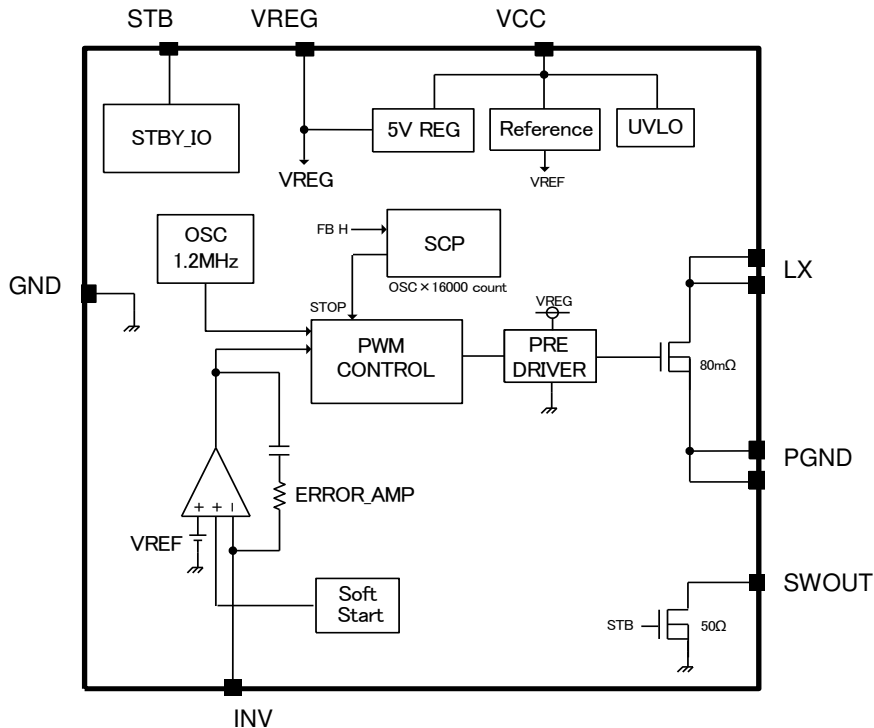 STB
VREG
VCC
STBY_IO
5V REG
Reference
UVLO
VREG
VREF
OSC
1.2MHz
FB H
SCP
OSC×16000 count
GND
LX
STOP
VREG
PWM
CONTROL
PRE
DRIVER
80mΩ
PGND
ERROR_AMP
+ + −
VREF
SWOUT
Soft
Start
STB
50Ω
INV